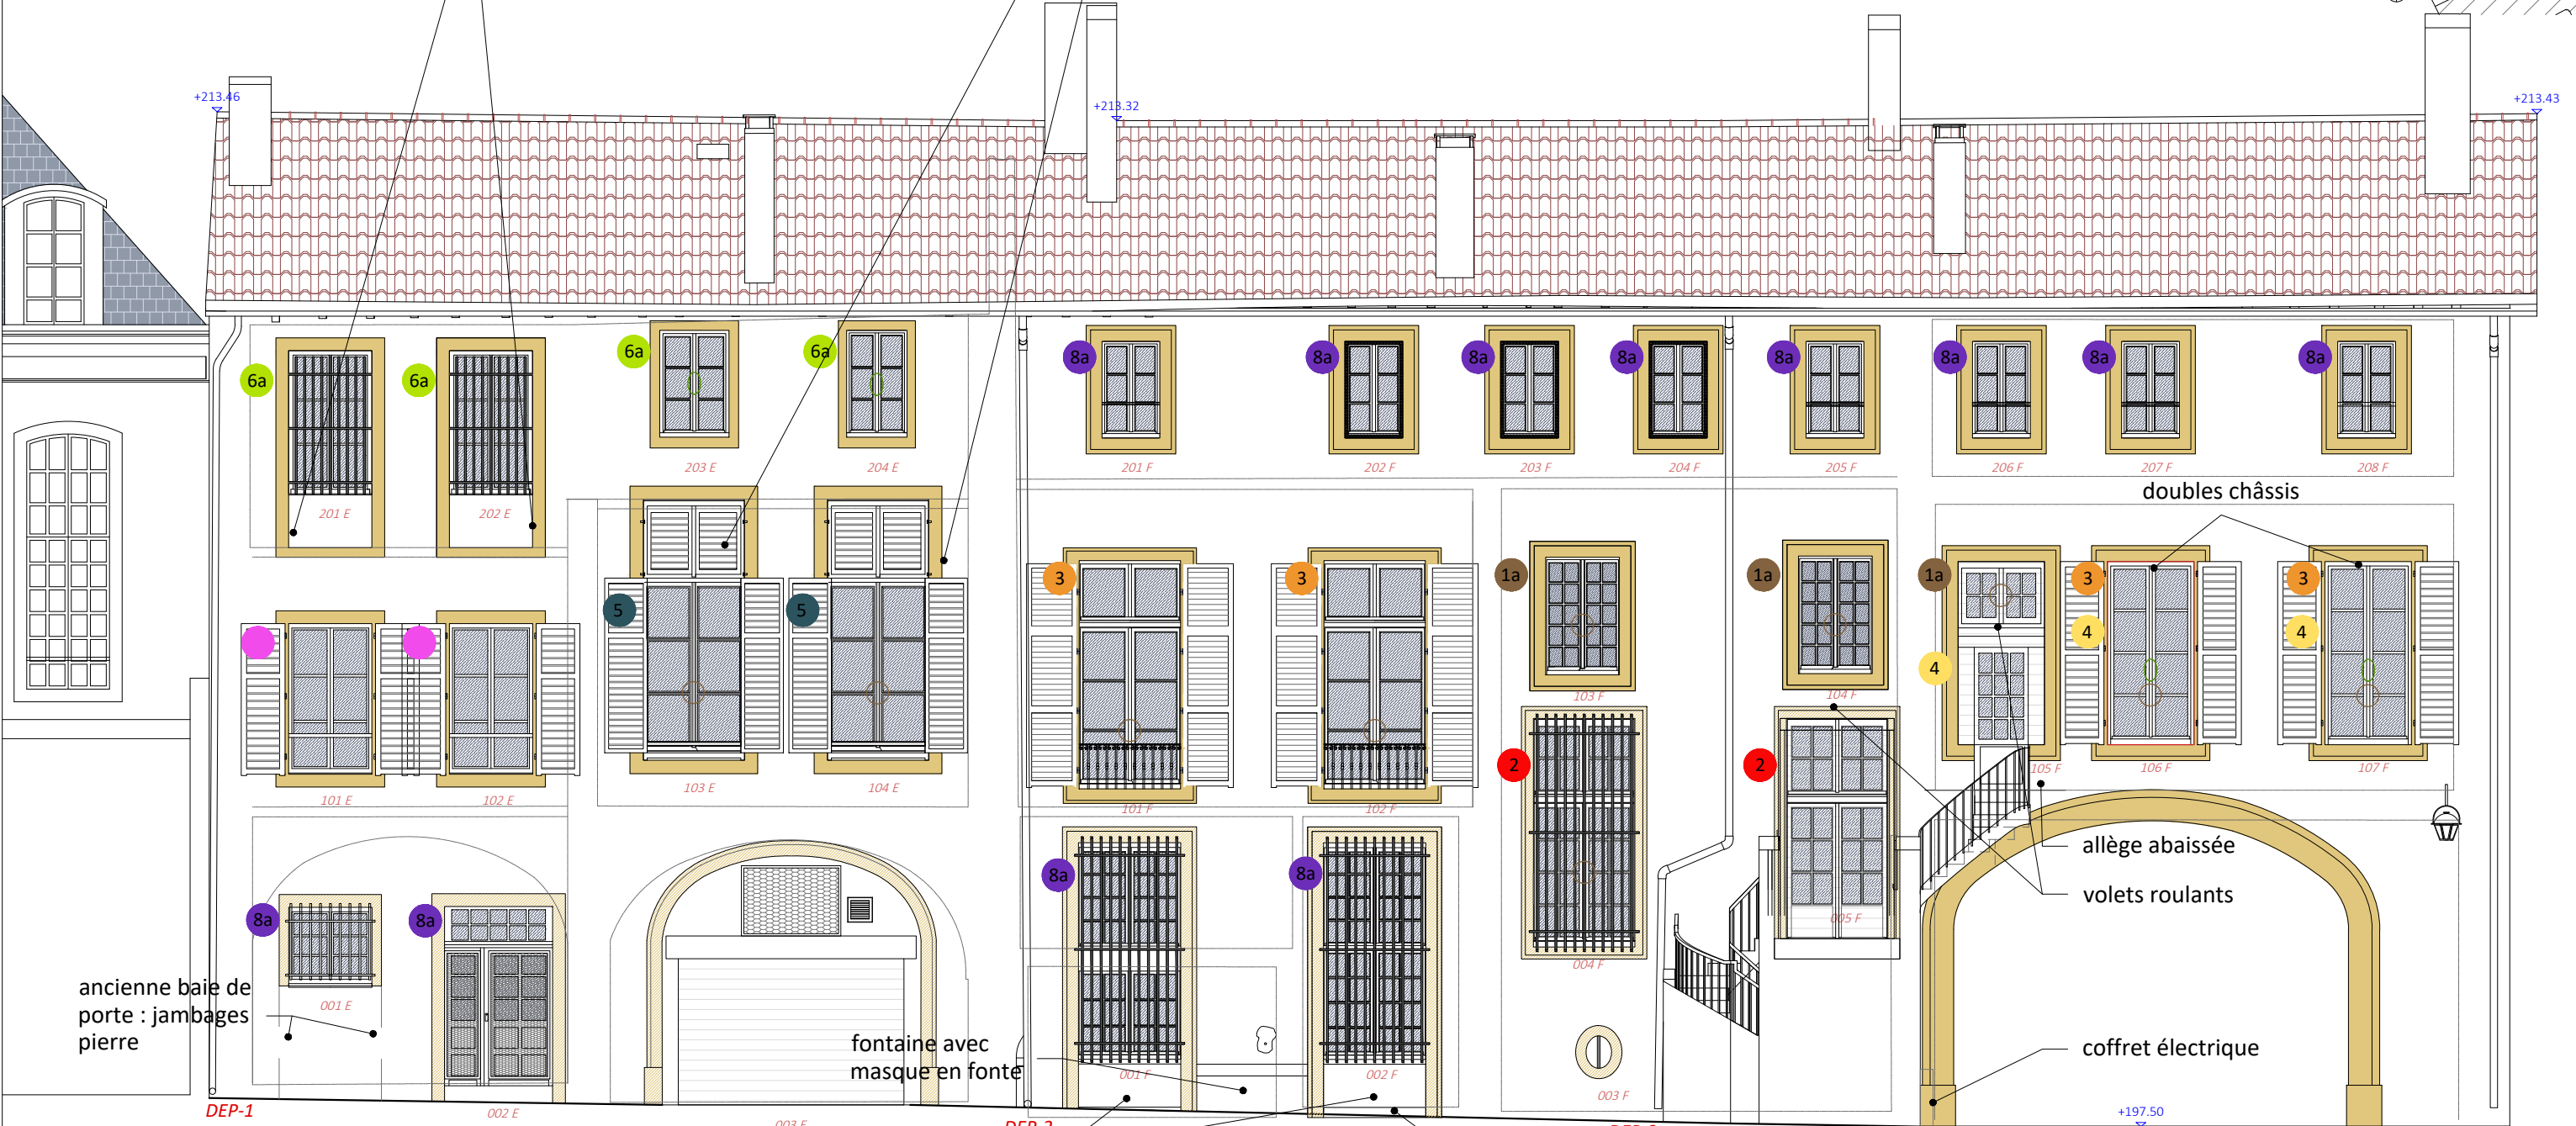 +213.46
+213.32
+213.43
6a
6a
6a
6a
8a
8a
8a
8a
8a
8a
8a
8a
203 E
204 E
201 F
202 F
203 F
204 F
205 F
206 F
207 F
208 F
201 E
202 E
doubles châssis
3
3
1a
1a
1a
3
3
5
5
4
4
4
103 F
104 F
2
2
105 F
106 F
107 F
101 E
102 E
103 E
104 E
101 F
102 F
allège abaissée
volets roulants
8a
8a
8a
8a
005 F
004 F
ancienne baie de
porte : jambages
pierre
001 E
fontaine avec
masque en fonte
coffret électrique
001 F
002 F
003 F
DEP-1
002 E
+197.50